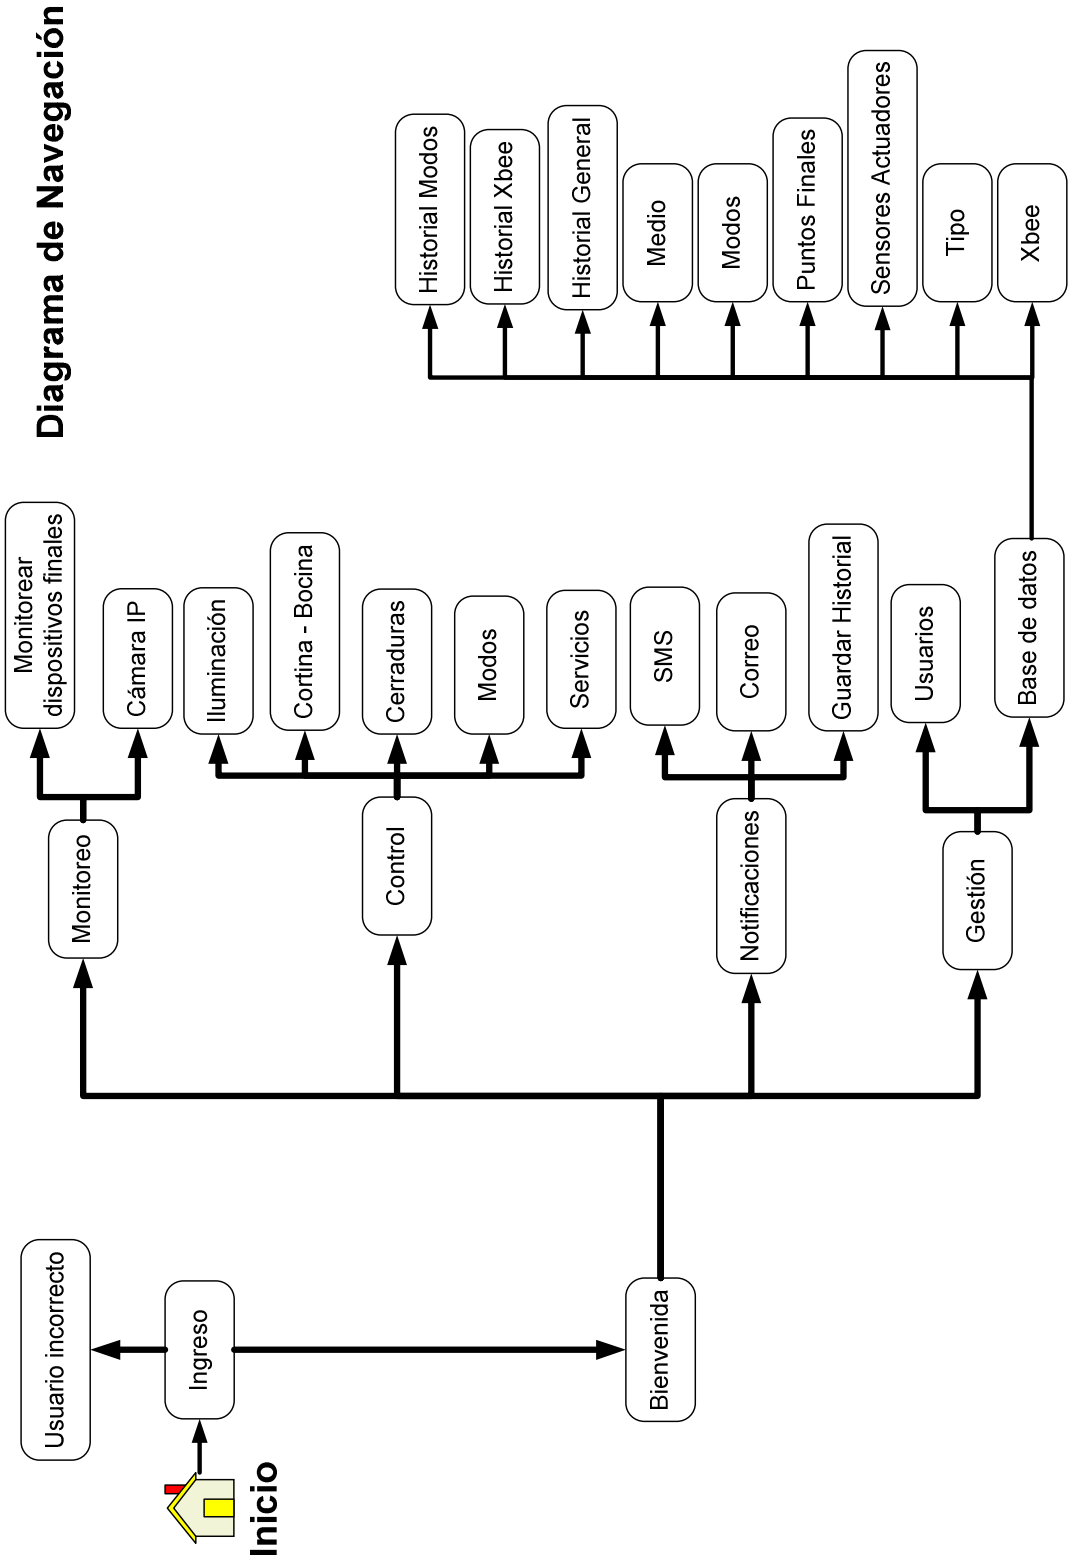 Diagrama de Navegación
Inicio
Ingreso
Usuario incorrecto
Bienvenida
Monitoreo
Monitorear
dispositivos finales
Cámara IP
Control
Iluminación
Cortina - Bocina
Cerraduras
Modos
Servicios
Notificaciones
SMS
Correo
Guardar Historial
Gestión
Usuarios
Base de datos
Historial Modos
Historial Xbee
Historial General
Medio
Modos
Puntos Finales
Sensores Actuadores
Tipo
Xbee